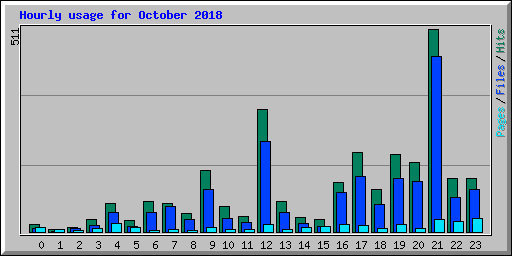 Hourly usage for October 2018
511
Pages/Files/Hits
0 1 2 3 4 5 6 7 8 9 10 11 12 13 14 15 16 17 18 19 20 21 22 23